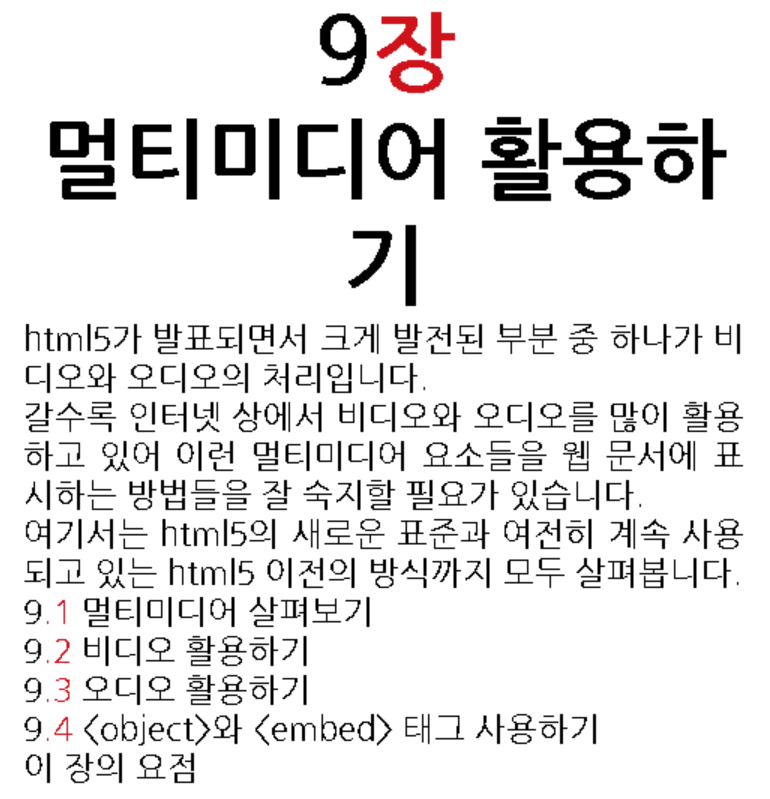 9장
멀티미디어 활용하
기
html5가 발표되면서 크게 발전된 부분 중 하나가 비
디오와 오디오의 처리입니다.
갈수록 인터넷 상에서 비디오와 오디오를 많이 활용
하고 있어 이런 멀티미디어 요소들을 웹 문서에 표
시하는 방법들을 잘 숙지할 필요가 있습니다.
여기서는 html5의 새로운 표준과 여전히 계속 사용
되고 있는 html5 이전의 방식까지 모두 살펴봅니다.
9.1 멀티미디어 살펴보기
9.2 비디오 활용하기
9.3 오디오 활용하기
9.4 <object>와 <embed> 태그 사용하기
이 장의 요점